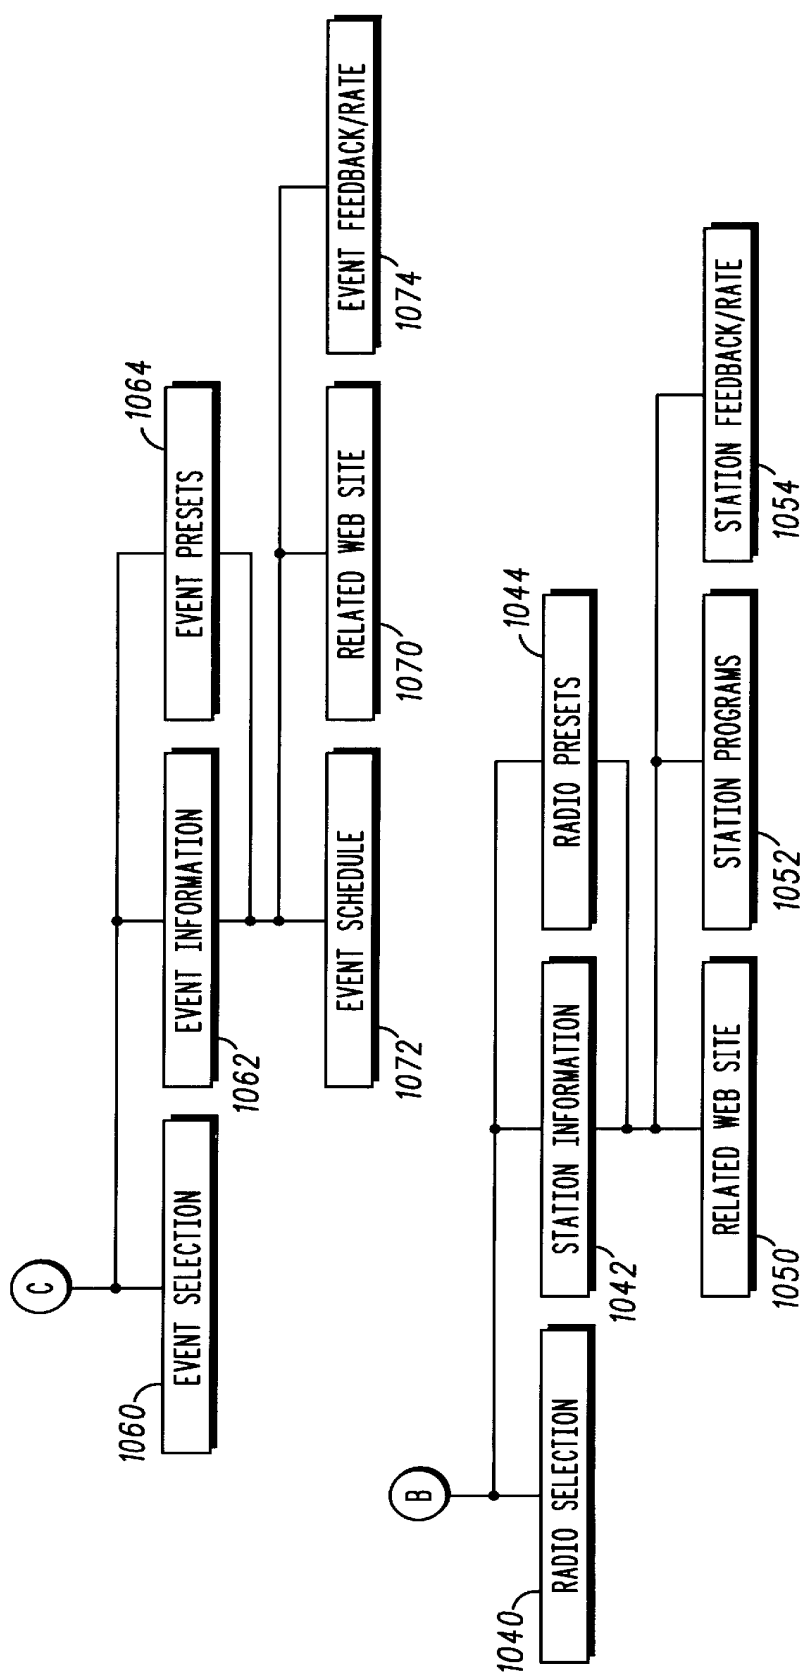 C
1060
EVENT SELECTION
1062
EVENT INFORMATION
1064
EVENT PRESETS
1072
EVENT SCHEDULE
1070
RELATED WEB SITE
1074
EVENT FEEDBACK/RATE
B
1040
RADIO SELECTION
1042
STATION INFORMATION
1044
RADIO PRESETS
1050
RELATED WEB SITE
1052
STATION PROGRAMS
1054
STATION FEEDBACK/RATE